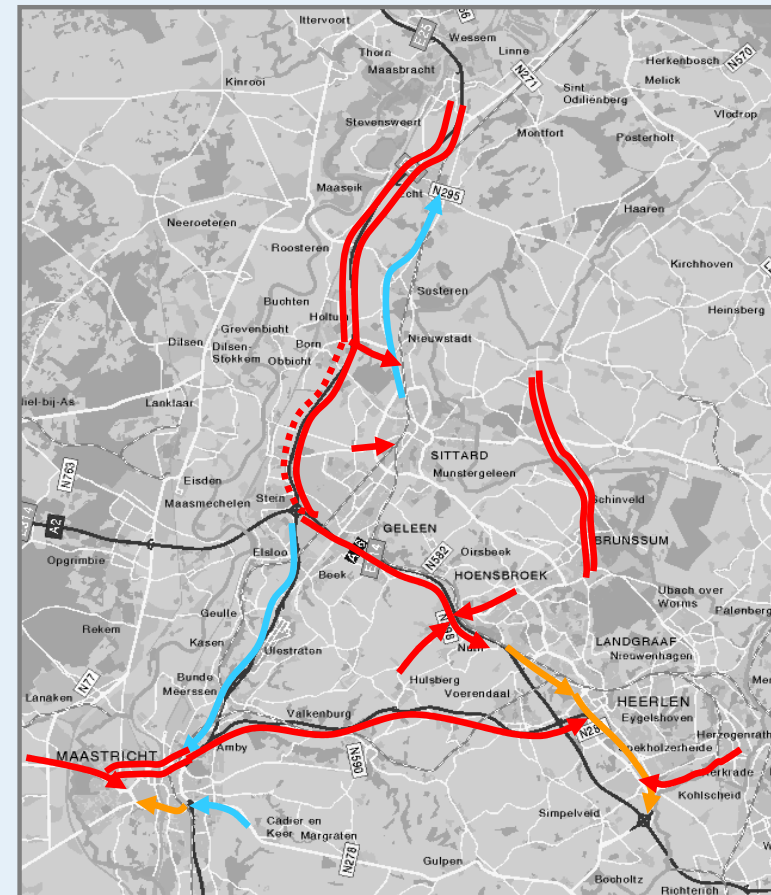 Ittervoort
Wessem
Linne
Thorn
Maasbracht
E-25
N570
Herkenbosch
Kinrooi
N271
Melick
Sint
Odilienberg
Vlodrop
Stevensweert
Montfort
Posterholt
Maaseik
N295
Haaren
Neeroeteren
Roosteren
Kirchhoven
Susteren
Buchten
Heinsberg
Grevenbicht
Born
Nieuwstadt
Dilsen
Dilsen-
Stokkem
Obbicht
Lanklaar
SITTARD
Munstergeleen
N763
Eisden
Maasmechelen
Stein
Schinveld
A2
GELEEN
BRUNSSUM
Opgrimbie
Elsloo
N582
Oirsbeek
Beek
HOENSBROEK
Ubach over
Worms
Palenberg
Geulle
Rekem
Kasen
Ulestraten
LANDGRAAF
Nieuwenhagen
N77
Bunde
Hulsberg
Lanaken
Meerssen
Voerendaal
HEERLEN
Valkenburg
Eygelshoven
MAASTRICHT
Amby
N590
Spekholzerheide
Herzogenrath
Kerkrade
Kohlscheid
Cadier en
Keer
Margraten
Simpelveld
N278
Gulpen
Bocholtz
Richterich